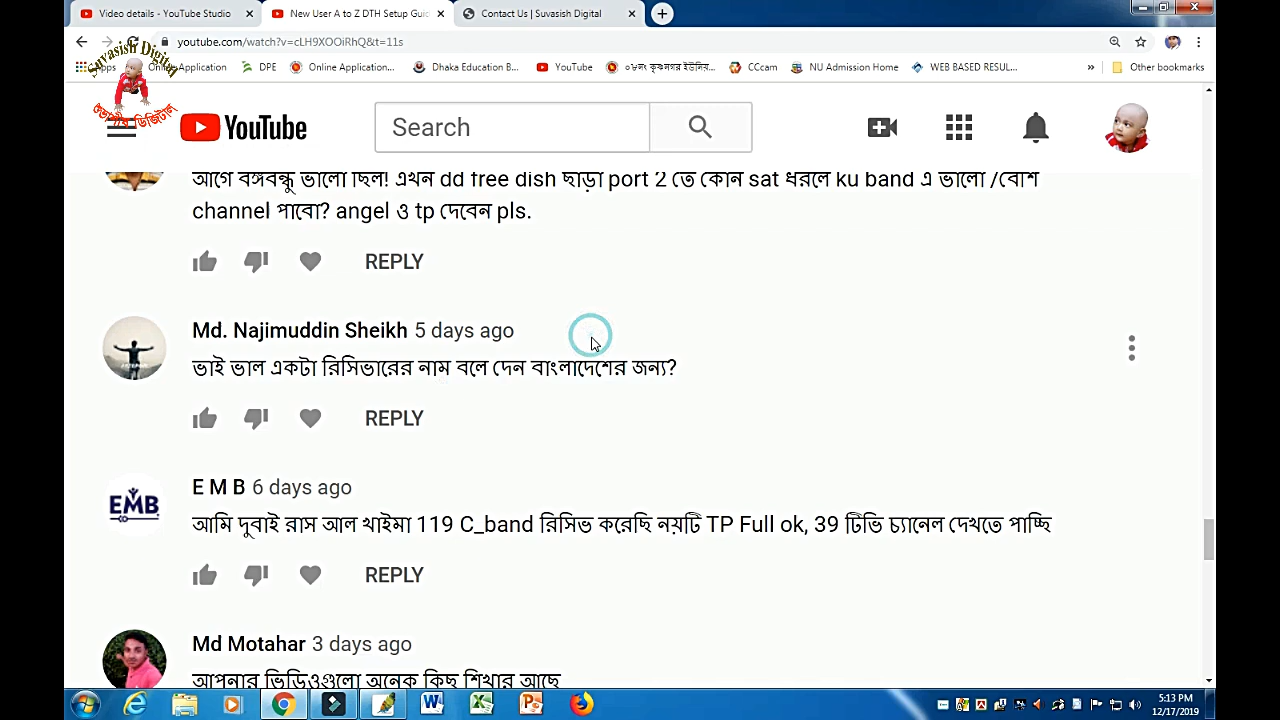 Video details - YouTube Studio
New User A to Z DTH Setup Guid
Contact Us | Suvasish Digital
youtube.com/watch?v=cLH9XOOiRhQ&t=11s
Apps
Online Application
DPE
Online Application...
Dhaka Education B...
YouTube
০৮নং কৃষ্ণনগর ইউনিয়...
CCcam
NU Admission Home
WEB BASED RESUL...
»
Other bookmarks
Suvasish Digital
শুভাশীষ ডিজিটাল
YouTube
Search
আগে বঙ্গবন্ধু ভালো ছিল! এখন dd free dish ছাড়া port 2 তে কোন sat ধরলে ku band এ ভালো /বেশি
channel পাবো? angel ও tp দেবেন pls.
REPLY
Md. Najimuddin Sheikh 5 days ago
ভাই ভাল একটা রিসিভারের নাম বলে দেন বাংলাদেশের জন্য?
REPLY
EMB
E M B 6 days ago
আমি দুবাই রাস আল খাইমা 119 C_band রিসিভ করেছি নয়টি TP Full ok, 39 টিভি চ্যানেল দেখতে পাচ্ছি
REPLY
Md Motahar 3 days ago
আপনার ভিডিওগুলো অনেক কিছু শিখার আছে
5:13 PM
12/17/2019